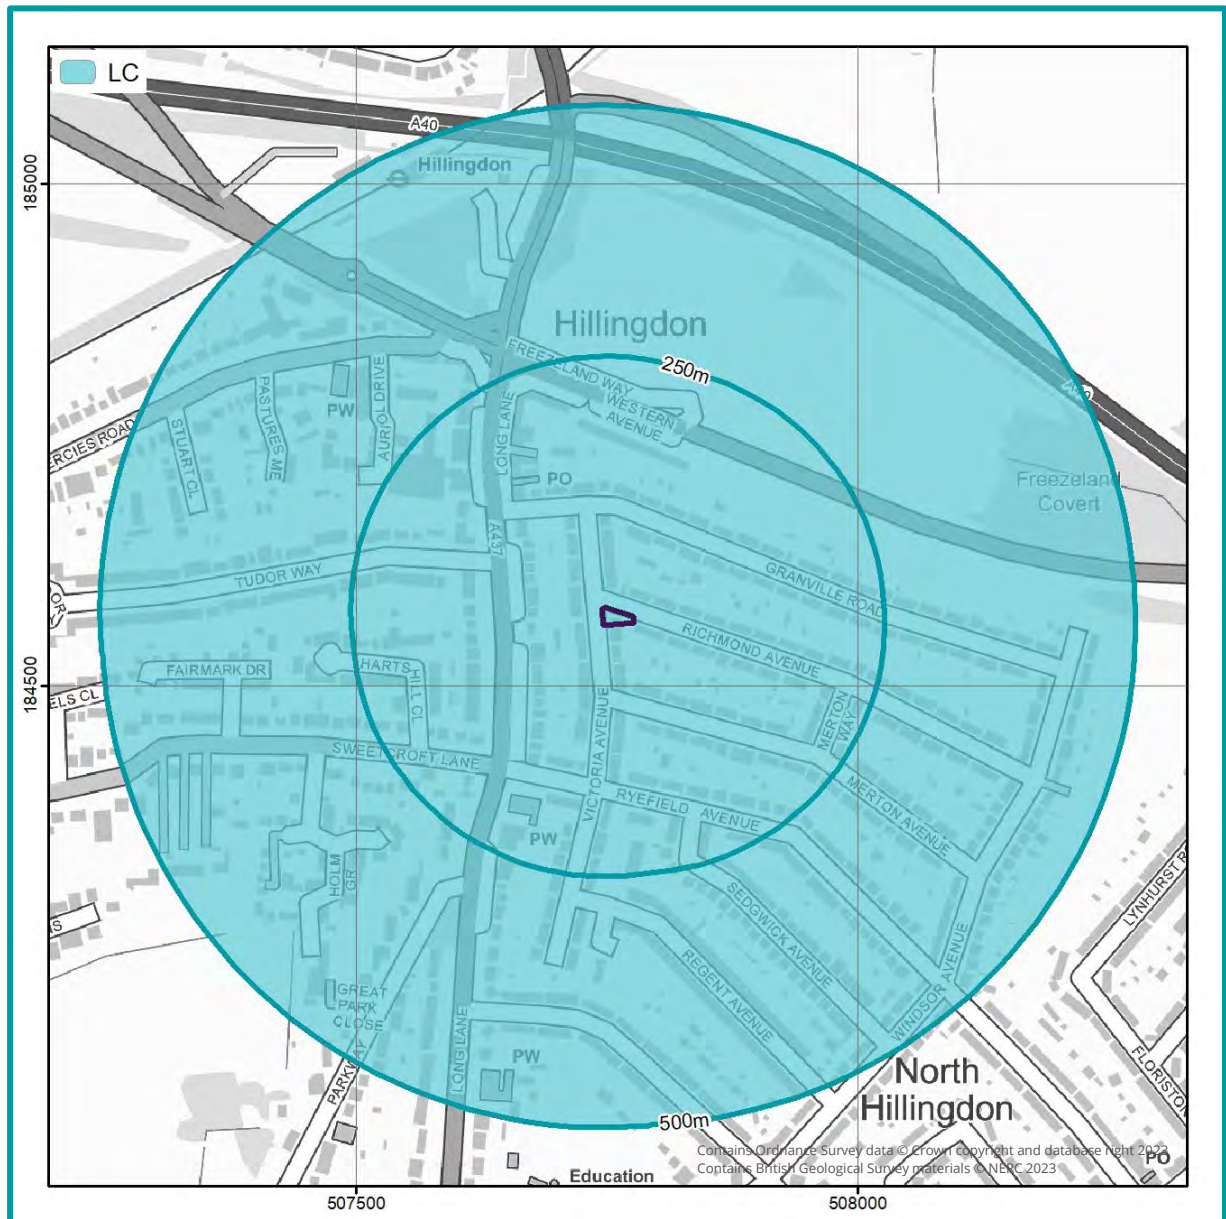 LC
A40
Hillingdon
185000
Hillingdon
250m
FREEZELAND WAY
WESTERN
AVENUE
PW
AURIOL DRIVE
PASTURES ME
STUART CL
ERCIES ROAD
LONG LANE
PO
A40
Freezeland
Covert
A437
TUDOR WAY
GRANVILLE ROAD
RICHMOND AVENUE
FAIRMARK DR
HARTS
HILL CL
184500
ELS CL
MERTON
WAY
SWEETCROFT LANE
VICTORIA AVENUE
RYEFIELD AVENUE
MERTON AVENUE
PW
HOLM
GR
SEDGWICK AVENUE
REGENT AVENUE
WINDSOR AVENUE
LYNHURST R
IS
GREAT
PARK
CLOSE
PARKWAY
LONG LANE
PW
North
Hillingdon
FLORISTON
500m
Contains Ordnance Survey data © Crown copyright and database right 2023
Contains British Geological Survey materials © NERC 2023
PO
Education
507500
508000